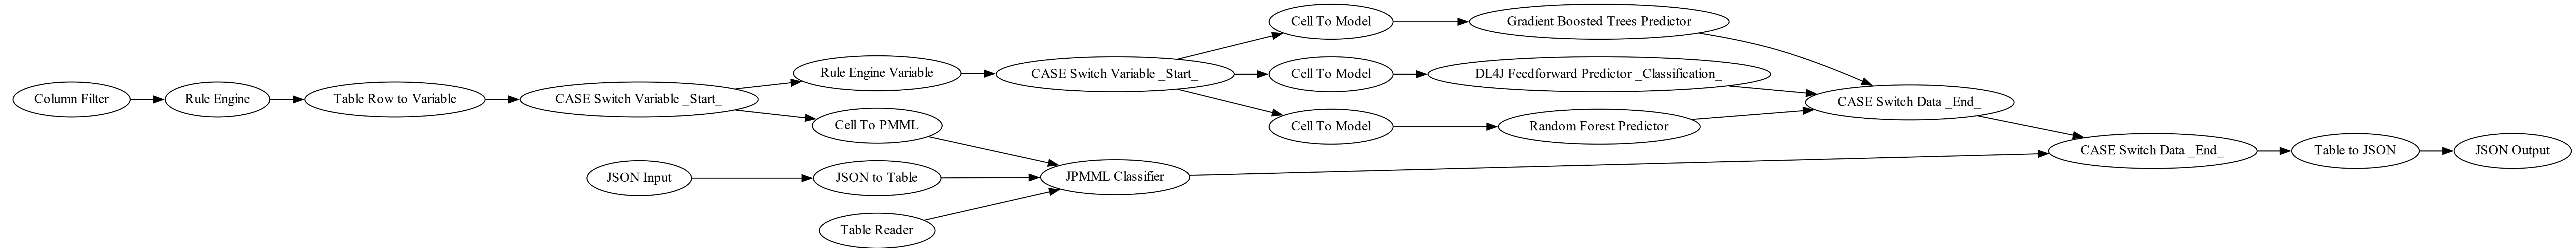 Column Filter
Rule Engine
Table Row to Variable
CASE Switch Variable _Start_
Rule Engine Variable
Cell To PMML
JSON Input
JSON to Table
Table Reader
JPMML Classifier
CASE Switch Variable _Start_
Cell To Model
Cell To Model
Cell To Model
Gradient Boosted Trees Predictor
DL4J Feedforward Predictor _Classification_
Random Forest Predictor
CASE Switch Data _End_
CASE Switch Data _End_
Table to JSON
JSON Output